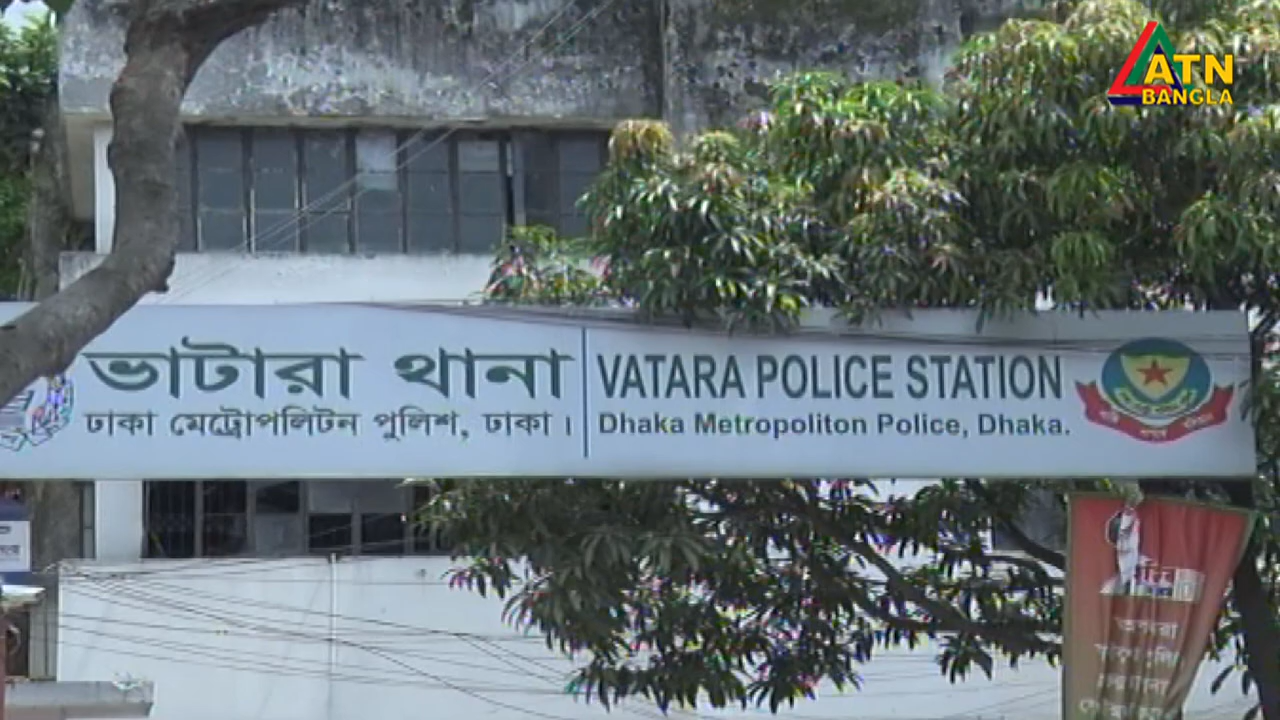 ATN
BANGLA
ভাটারা থানা
ঢাকা মেট্রোপলিটন পুলিশ, ঢাকা।
VATARA POLICE STATION
Dhaka Metropoliton Police, Dhaka.